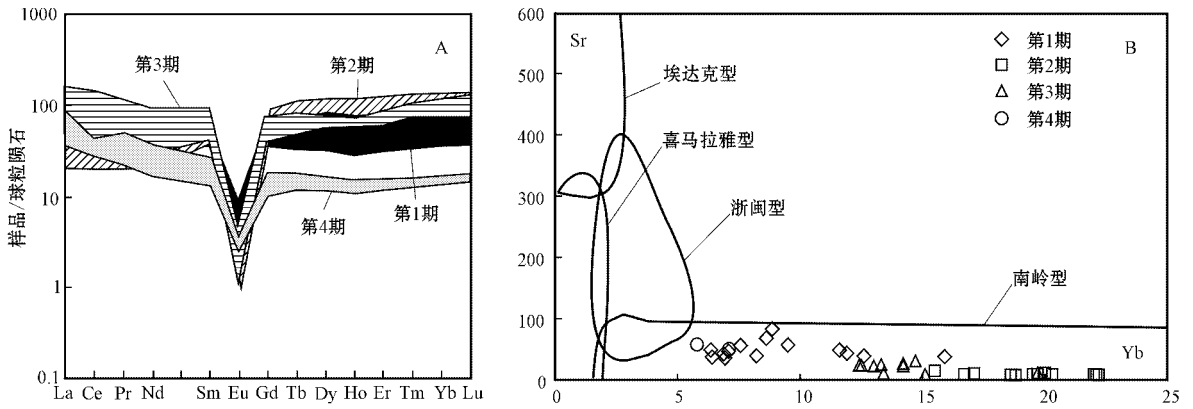 1000
100
10
1
0.1
样品/球粒陨石
A
第3期
第2期
第4期
第1期
La Ce Pr Nd Sm Eu Gd Tb Dy Ho Er Tm Yb Lu
600
500
400
300
200
100
0
Sr
B
第1期
第2期
第3期
第4期
埃达克型
喜马拉雅型
浙闽型
南岭型
Yb
0 5 10 15 20 25